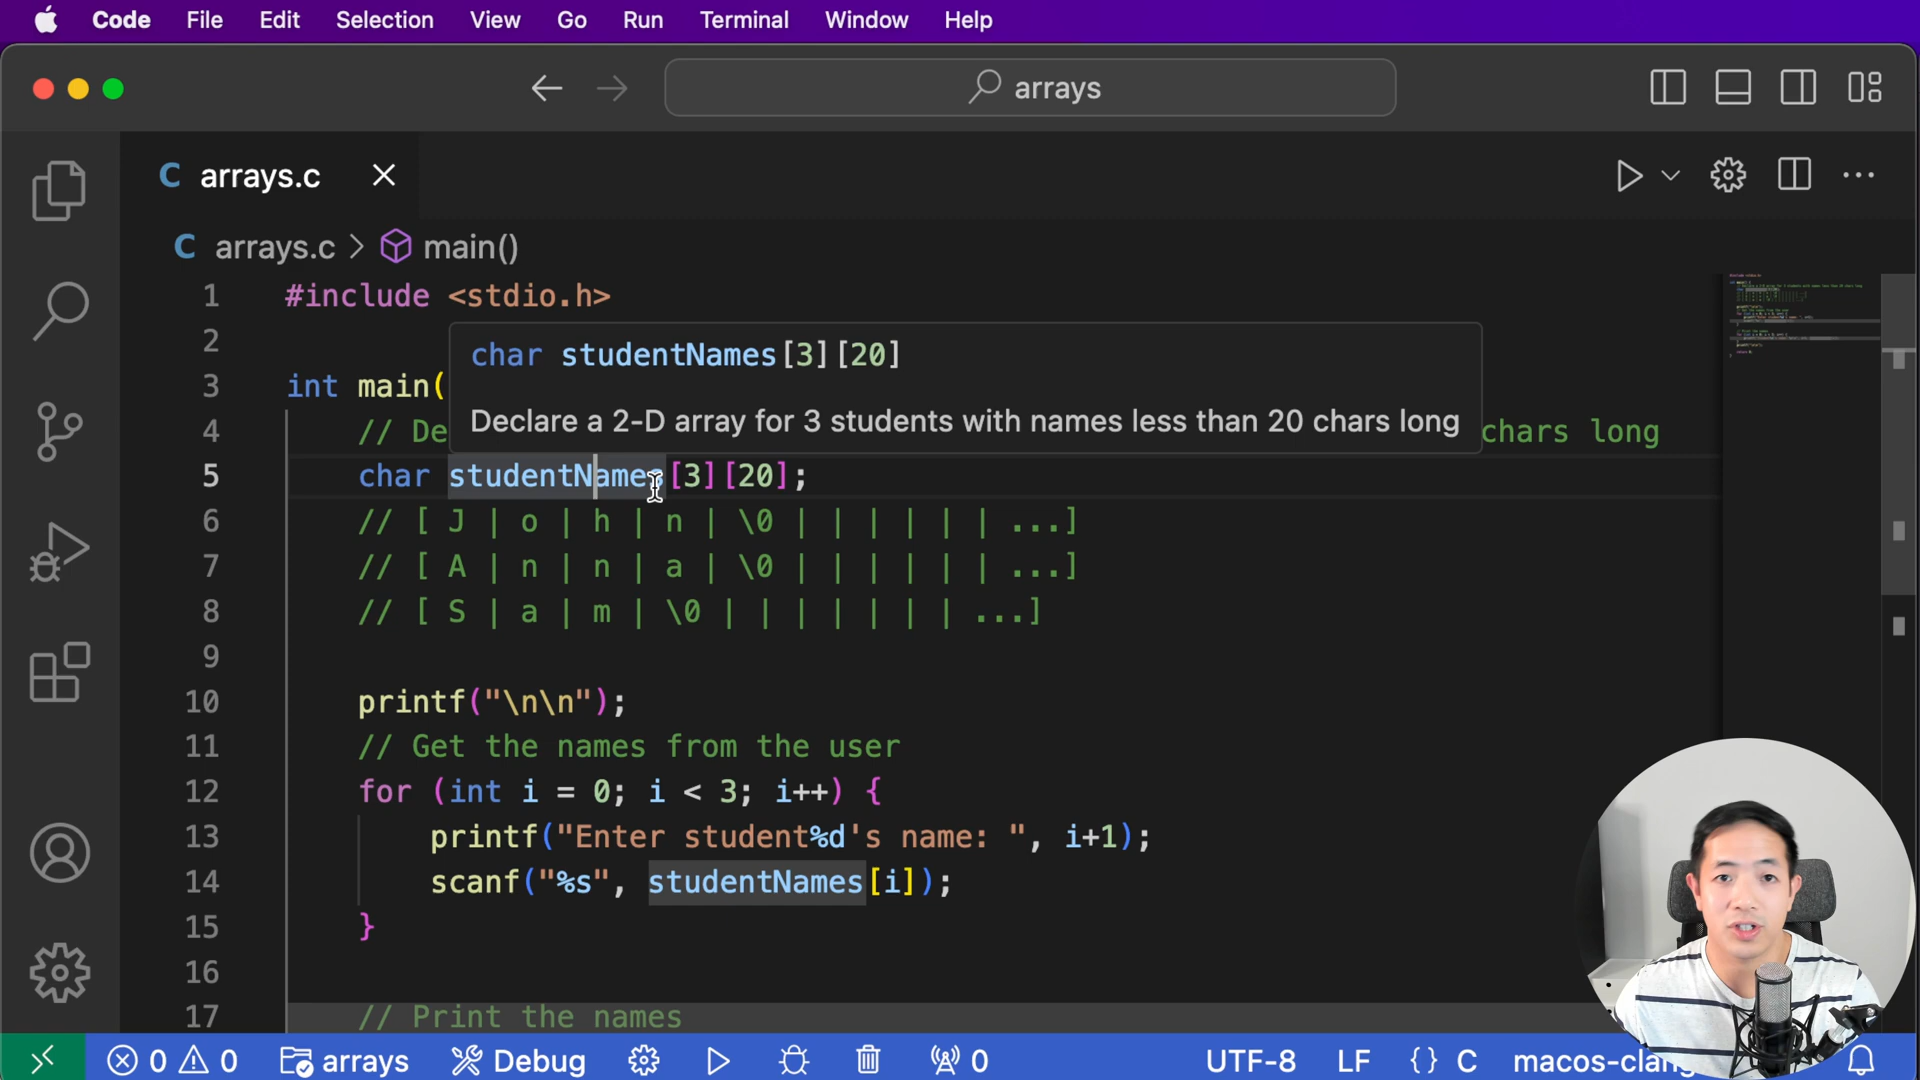 Code File Edit Selection View Go Run Terminal Window Help
arrays
C arrays.c
C arrays.c > main()
1 #include <stdio.h>
2
char studentNames[3][20]
3 int main(
Declare a 2-D array for 3 students with names less than 20 chars long
4 // De chars long
5 char studentNames[3][20];
6 // [ J | o | h | n | \0 | | | | | | ...]
7 // [ A | n | n | a | \0 | | | | | | ...]
8 // [ S | a | m | \0 | | | | | | | ...]
9
10 printf("\n\n");
11 // Get the names from the user
12 for (int i = 0; i < 3; i++) {
13 printf("Enter student%d's name: ", i+1);
14 scanf("%s", studentNames[i]);
15 }
16
17 // Print the names
0 0 arrays Debug 0 UTF-8 LF {} C macos-clan